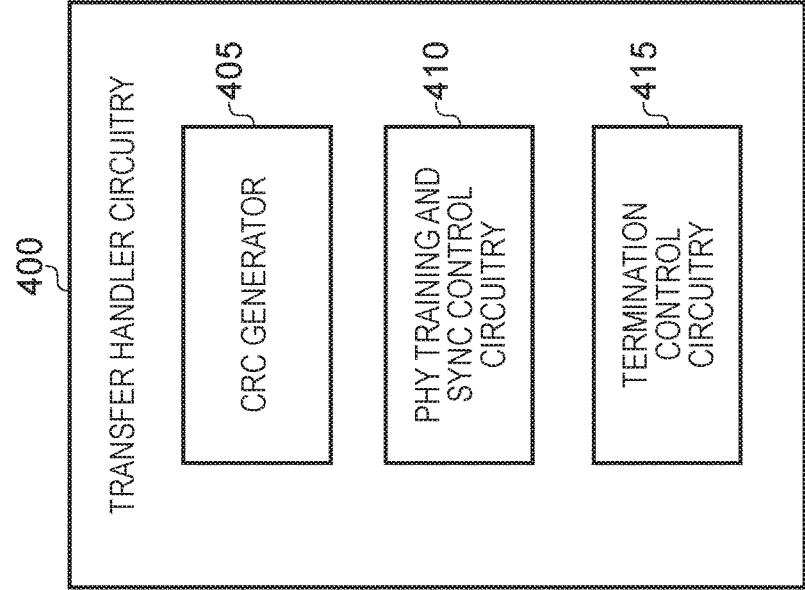 400
TRANSFER HANDLER CIRCUITRY
CRC GENERATOR
405
PHY TRAINING AND
SYNC CONTROL
CIRCUITRY
410
TERMINATION
CONTROL
CIRCUITRY
415